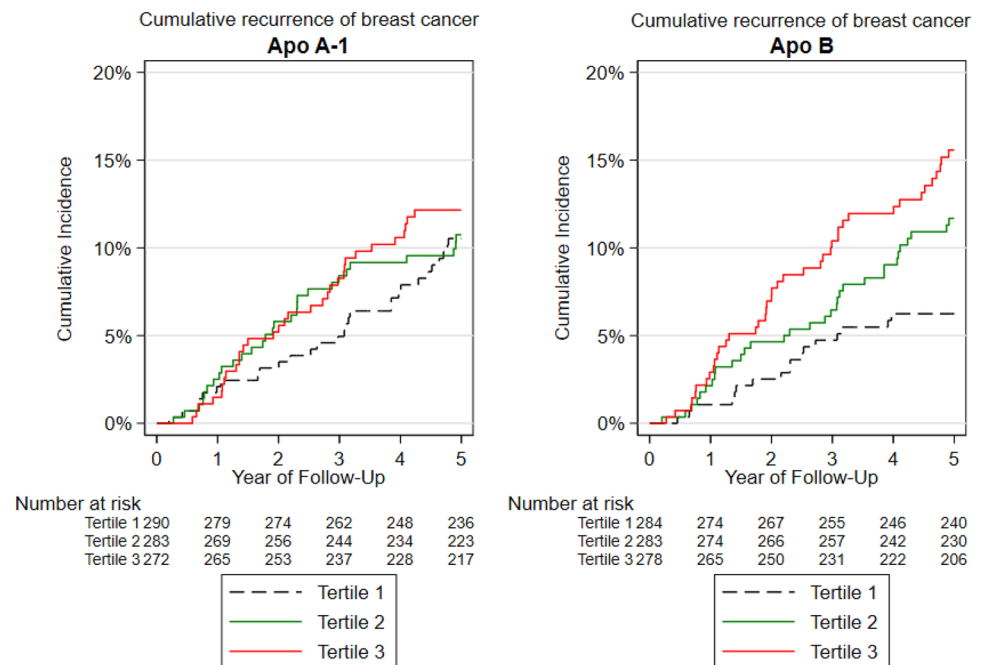 Cumulative recurrence of breast cancer
Apo A-1
20%
15%
10%
5%
0%
Cumulative Incidence
0 1 2 3 4 5
Year of Follow-Up
Number at risk
Tertile 1 290 279 274 262 248 236
Tertile 2 283 269 256 244 234 223
Tertile 3 272 265 253 237 228 217
Tertile 1
Tertile 2
Tertile 3
Cumulative recurrence of breast cancer
Apo B
20%
15%
10%
5%
0%
Cumulative Incidence
0 1 2 3 4 5
Year of Follow-Up
Number at risk
Tertile 1 284 274 267 255 246 240
Tertile 2 283 274 266 257 242 230
Tertile 3 278 265 250 231 222 206
Tertile 1
Tertile 2
Tertile 3